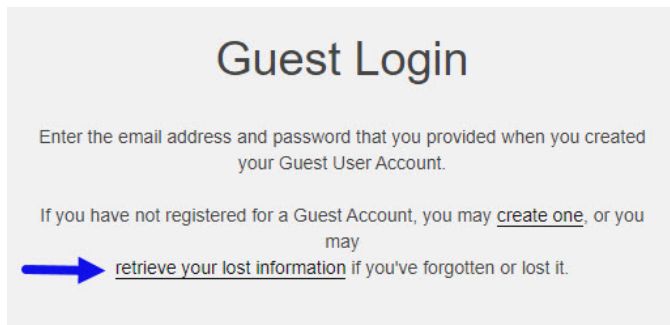 Guest Login
Enter the email address and password that you provided when you created
your Guest User Account.
If you have not registered for a Guest Account, you may create one, or you
may
retrieve your lost information if you've forgotten or lost it.